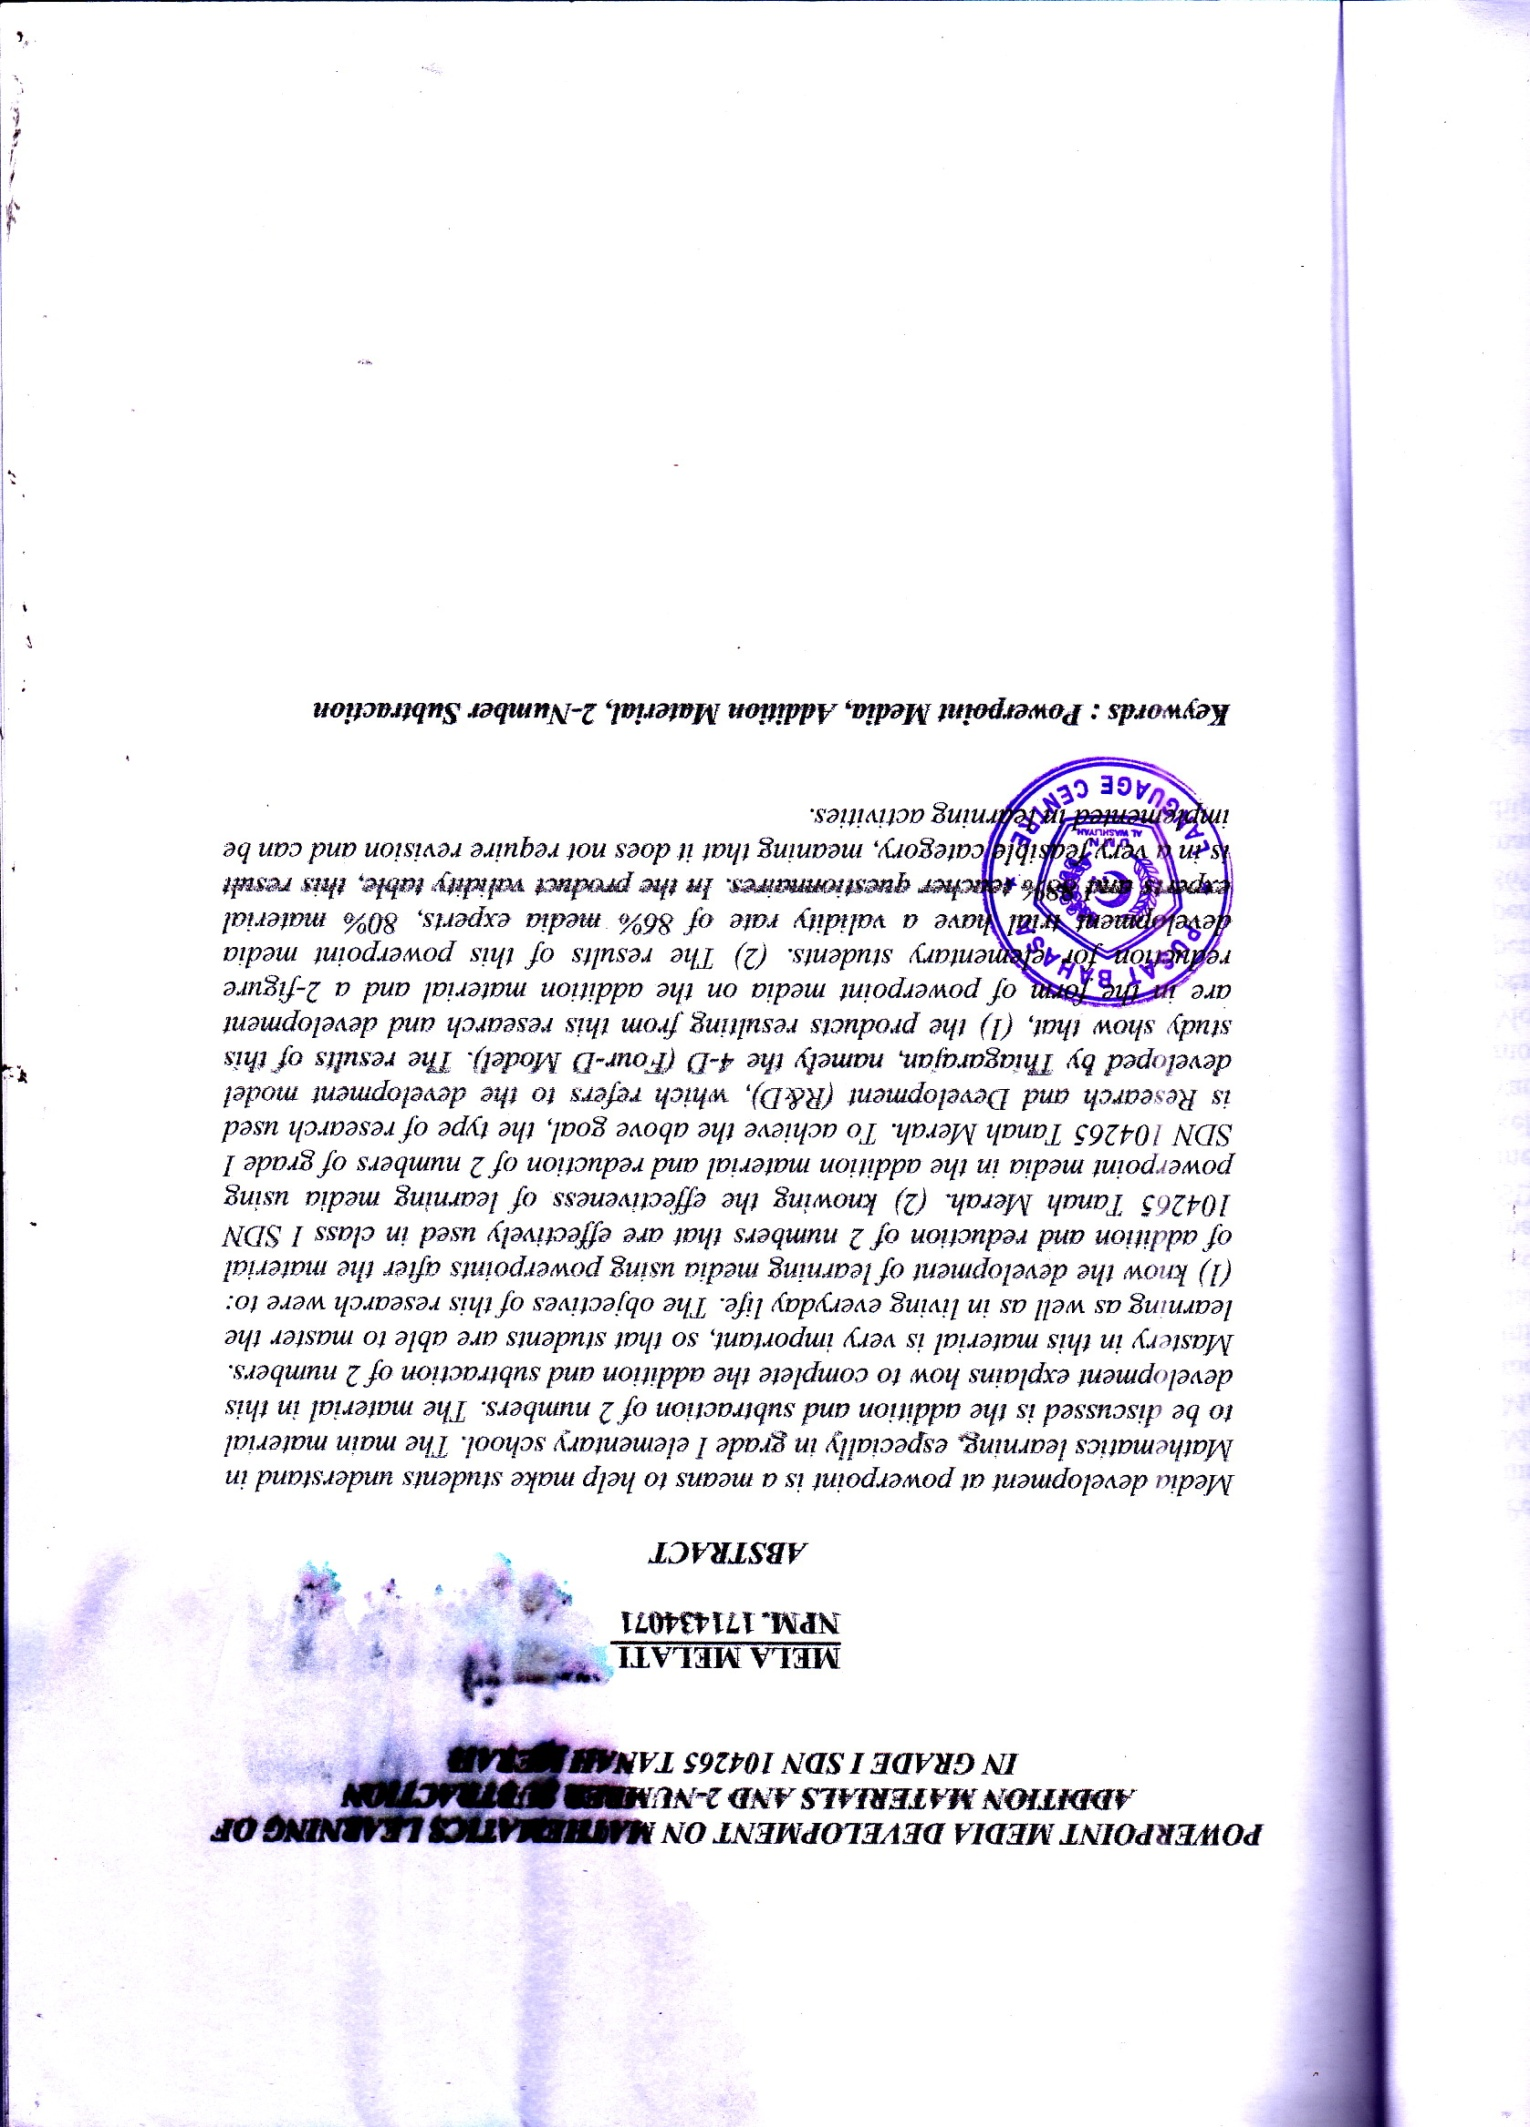 POWERPOINT MEDIA DEVELOPMENT ON MATHEMATICS LEARNING OF
ADDITION MATERIALS AND 2-NUMBER SUBTRACTION
IN GRADE I SDN 104265 TANAH MERAH
MELA MELATI
NPM. 171434071
ABSTRACT
Media development at powerpoint is a means to help make students understand in
Mathematics learning, especially in grade I elementary school. The main material
to be discussed is the addition and subtraction of 2 numbers. The material in this
development explains how to complete the addition and subtraction of 2 numbers.
Mastery in this material is very important, so that students are able to master the
learning as well as in living everyday life. The objectives of this research were to:
(1) know the development of learning media using powerpoints after the material
of addition and reduction of 2 numbers that are effectively used in class I SDN
104265 Tanah Merah. (2) knowing the effectiveness of learning media using
powerpoint media in the addition material and reduction of 2 numbers of grade I
SDN 104265 Tanah Merah. To achieve the above goal, the type of research used
is Research and Development (R&D), which refers to the development model
developed by Thiagarajan, namely the 4-D (Four-D Model). The results of this
study show that, (1) the products resulting from this research and development
are in the form of powerpoint media on the addition material and a 2-figure
reduction for elementary students. (2) The results of this powerpoint media
development trial have a validity rate of 86% media experts, 80% material
experts and 88% teacher questionnaires. In the product validity table, this result
is in a very feasible category, meaning that it does not require revision and can be
implemented in learning activities.
PUSAT BAHASA
LANGUAGE CENTRE
U.M.N
AL WASHLIYAH
Keywords : Powerpoint Media, Addition Material, 2-Number Subtraction